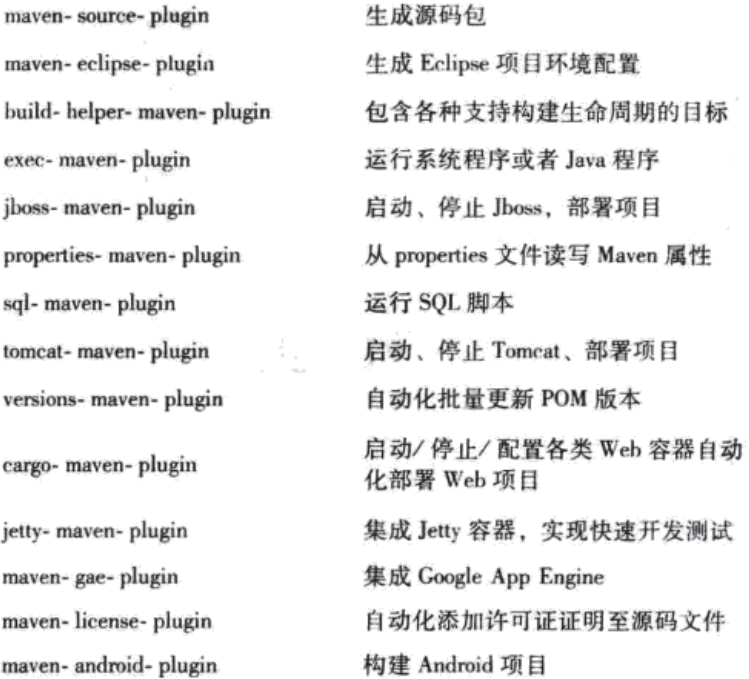 maven- source- plugin 生成源码包
maven- eclipse- plugin 生成 Eclipse 项目环境配置
build- helper- maven- plugin 包含各种支持构建生命周期的目标
exec- maven- plugin 运行系统程序或者 Java 程序
jboss- maven- plugin 启动、停止 Jboss，部署项目
properties- maven- plugin 从 properties 文件读写 Maven 属性
sql- maven- plugin 运行 SQL 脚本
tomcat- maven- plugin 启动、停止 Tomcat、部署项目
versions- maven- plugin 自动化批量更新 POM 版本
cargo- maven- plugin 启动/ 停止/ 配置各类 Web 容器自动
化部署 Web 项目
jetty- maven- plugin 集成 Jetty 容器，实现快速开发测试
maven- gae- plugin 集成 Google App Engine
maven- license- plugin 自动化添加许可证证明至源码文件
maven- android- plugin 构建 Android 项目